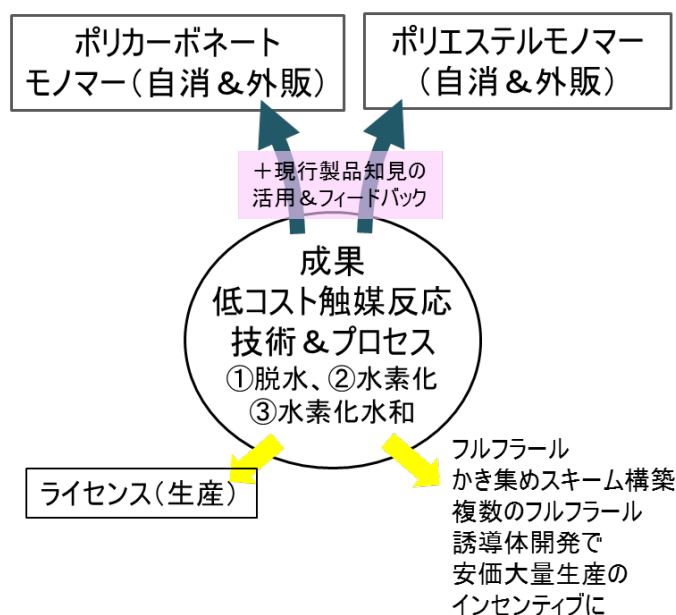 ポリカーボネート
モノマー（自消＆外販）
ポリエステルモノマー
（自消＆外販）
＋現行製品知見の
活用＆フィードバック
成果
低コスト触媒反応
技術＆プロセス
①脱水、②水素化
③水素化水和
ライセンス（生産）
フルフラール
かき集めスキーム構築
複数のフルフラール
誘導体開発で
安価大量生産の
インセンティブに